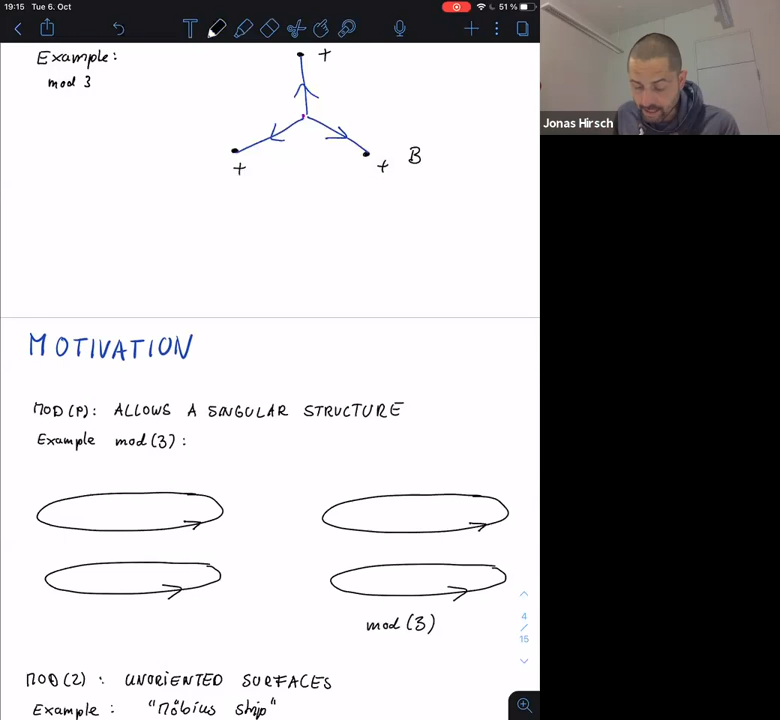 19:15 Tue 6. Oct
51 %
T
Example:
mod 3
+
+
+
B
MOTIVATION
MOD(P): ALLOWS A SINGULAR STRUCTURE
Example mod(3):
mod(3)
4
/
15
MOD(2): UNORIENTED SURFACES
Example: "Möbius strip"
Jonas Hirsch